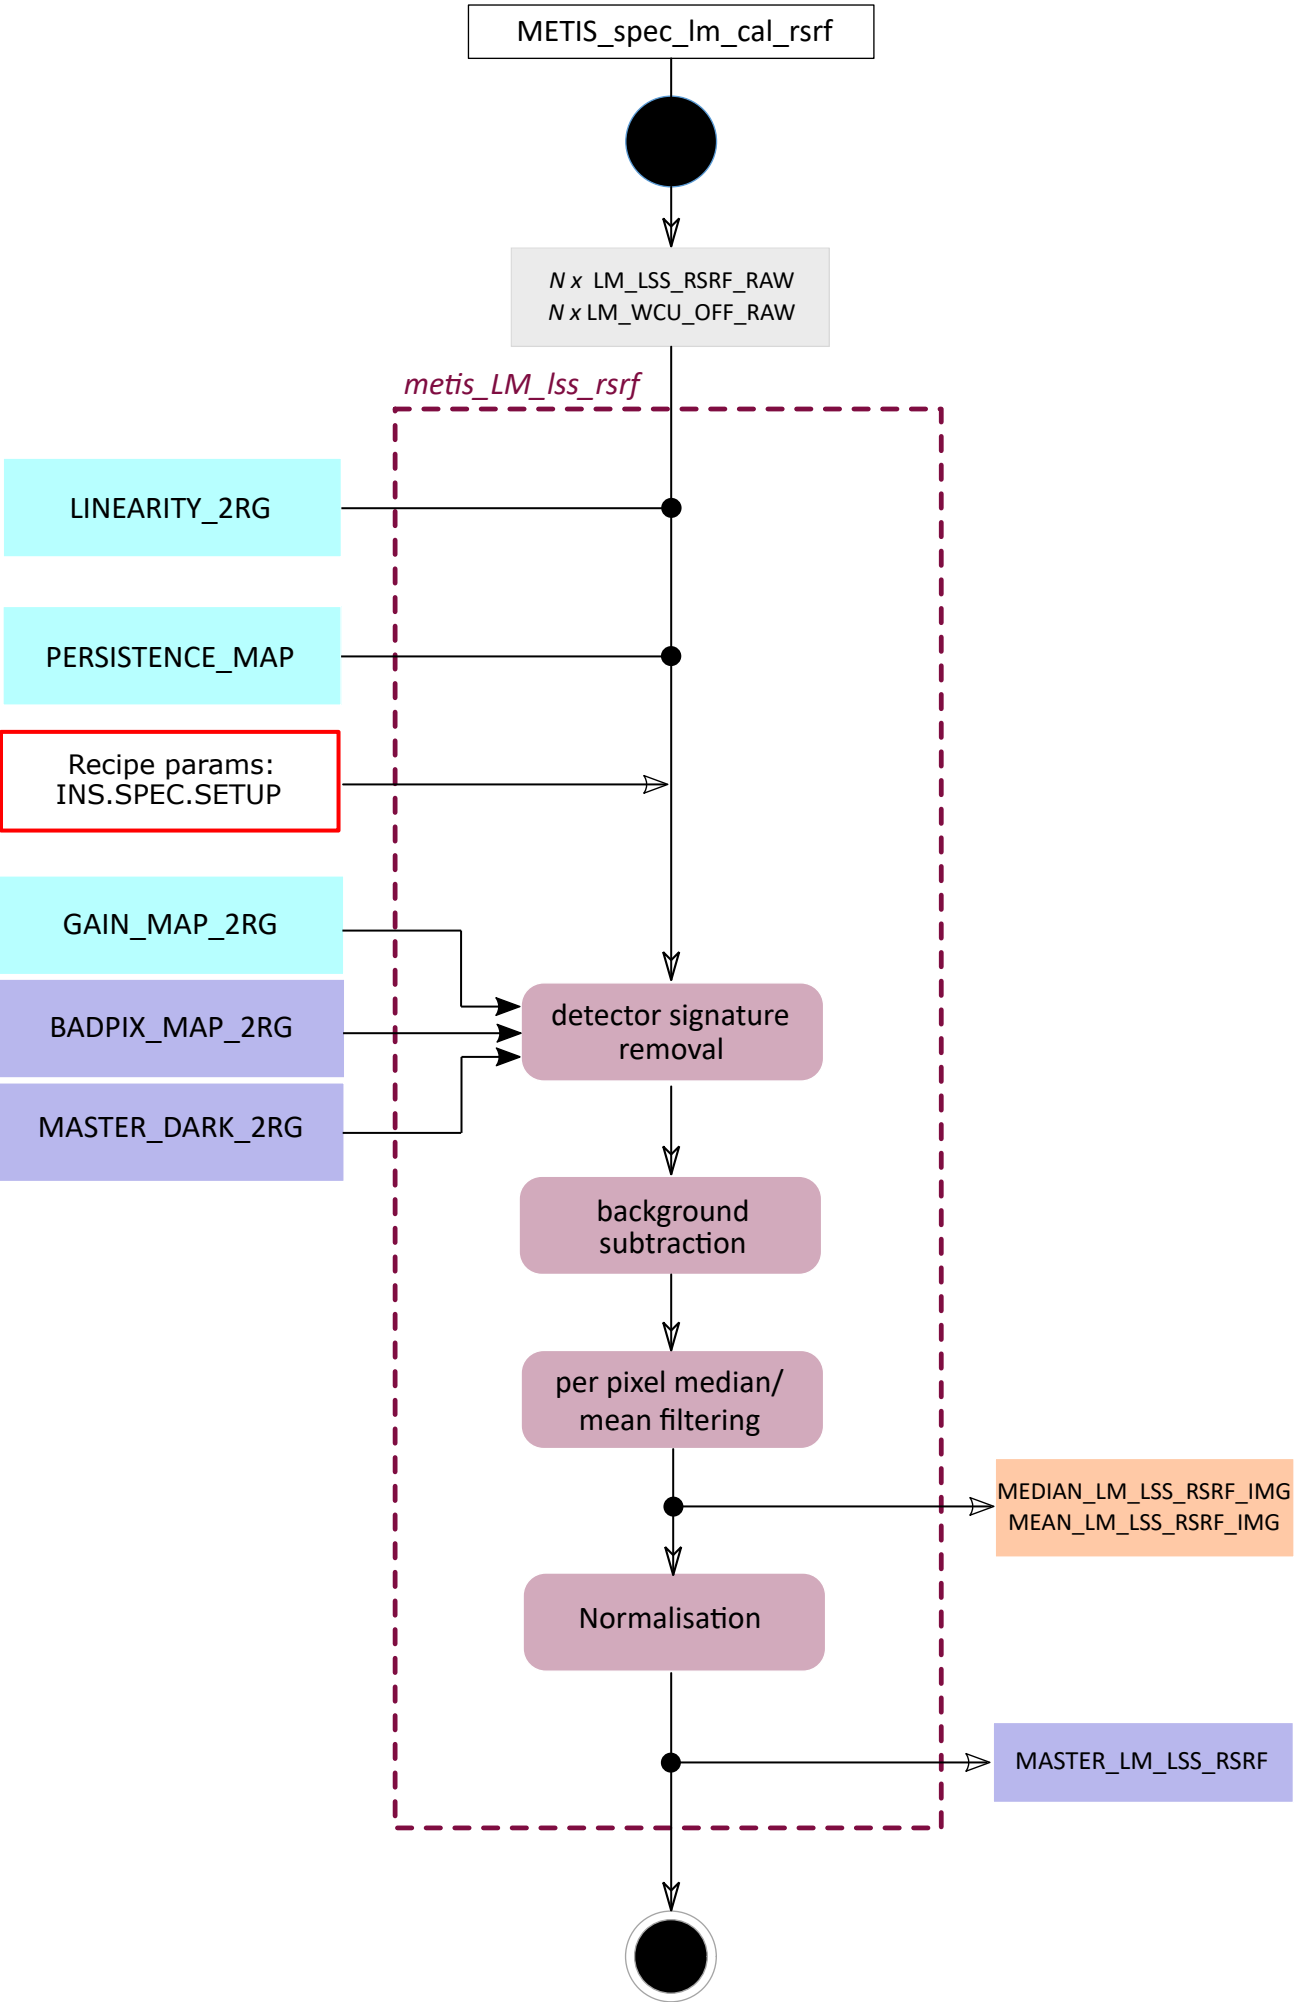 METIS_spec_lm_cal_rsrf
N x LM_LSS_RSRF_RAW
N x LM_WCU_OFF_RAW
metis_LM_lss_rsrf
LINEARITY_2RG
PERSISTENCE_MAP
Recipe params:
INS.SPEC.SETUP
GAIN_MAP_2RG
BADPIX_MAP_2RG
MASTER_DARK_2RG
detector signature
removal
background
subtraction
per pixel median/
mean filtering
MEDIAN_LM_LSS_RSRF_IMG
MEAN_LM_LSS_RSRF_IMG
Normalisation
MASTER_LM_LSS_RSRF